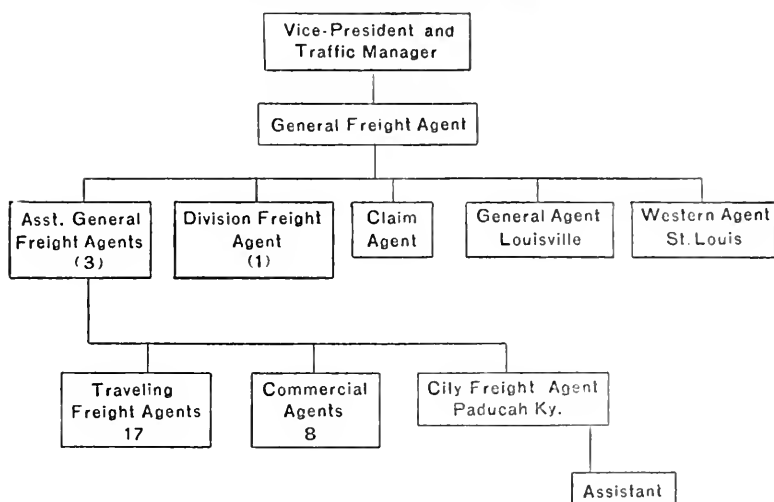 Vice-President and
Traffic Manager
General Freight Agent
Asst. General
Freight Agents
(3)
Division Freight
Agent
(1)
Claim
Agent
General Agent
Louisville
Western Agent
St. Louis
Traveling
Freight Agents
17
Commercial
Agents
8
City Freight Agent
Paducah Ky.
Assistant